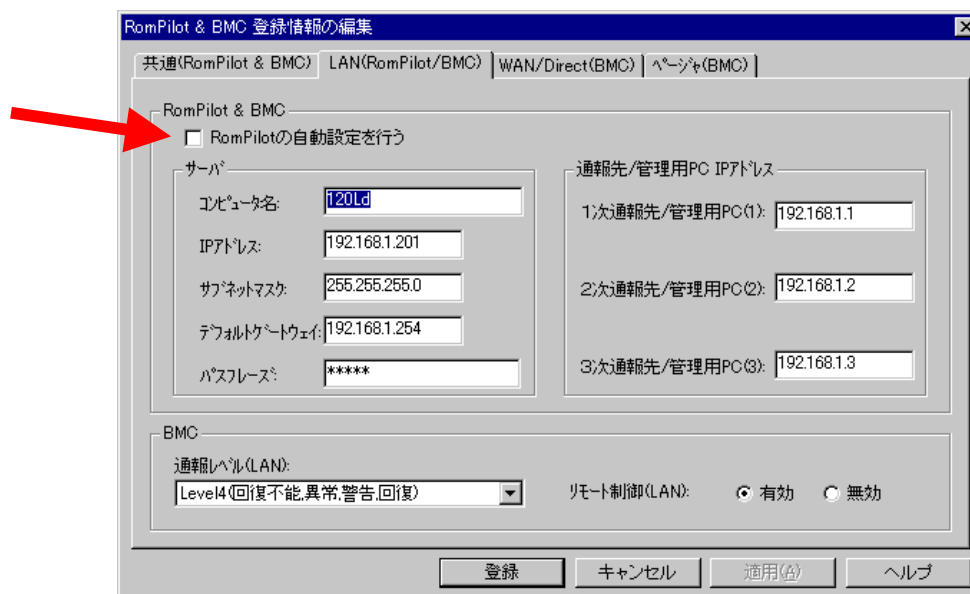 RomPilot & BMC 登録情報の編集
共通(RomPilot & BMC) LAN(RomPilot/BMC) WAN/Direct(BMC) ﾍﾟｰｼﾞｬ(BMC)
RomPilot & BMC
RomPilotの自動設定を行う
ｻｰﾊﾞ
ｺﾝﾋﾟｭｰﾀ名: 120Ld
IPｱﾄﾞﾚｽ: 192.168.1.201
ｻﾌﾞﾈｯﾄﾏｽｸ: 255.255.255.0
ﾃﾞﾌｫﾙﾄｹﾞｰﾄウェイ: 192.168.1.254
ﾊﾟｽﾌﾚｰｽﾞ: *****
通報先/管理用PC IPｱﾄﾞﾚｽ
1次通報先/管理用PC(1): 192.168.1.1
2次通報先/管理用PC(2): 192.168.1.2
3次通報先/管理用PC(3): 192.168.1.3
BMC
通報ﾚﾍﾞﾙ(LAN):
Level4(回復不能,異常,警告,回復)
ﾘﾓｰﾄ制御(LAN): 有効 無効
登録 キャンセル 適用(A) ヘルプ